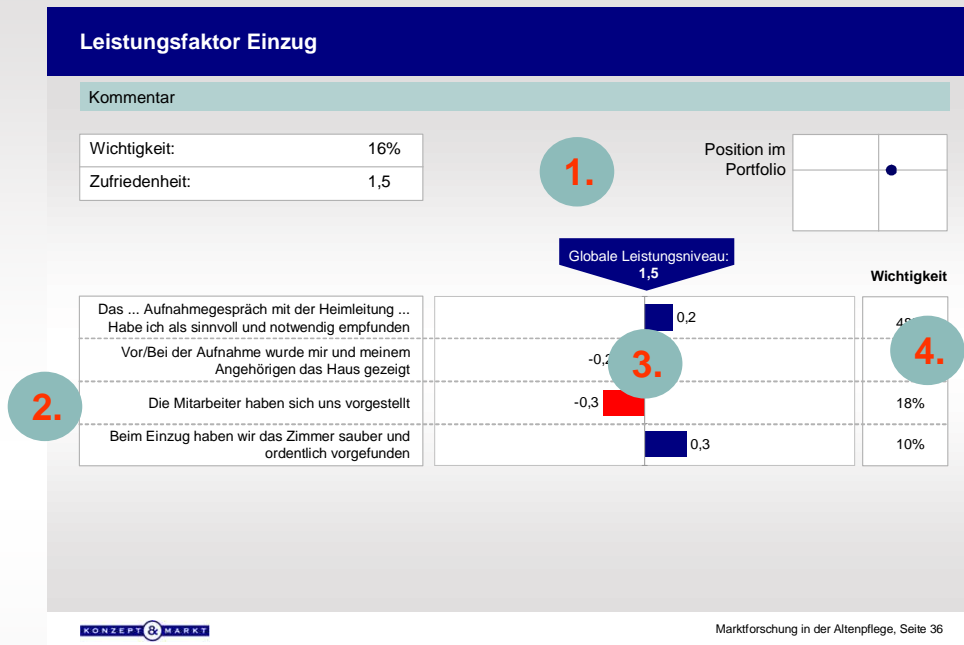 Leistungsfaktor Einzug
Kommentar
Wichtigkeit: 16%
Zufriedenheit: 1,5
1.
Position im
Portfolio
Globale Leistungsniveau:
1,5
Wichtigkeit
Das ... Aufnahmegespräch mit der Heimleitung ...
Habe ich als sinnvoll und notwendig empfunden
0,2
Vor/Bei der Aufnahme wurde mir und meinem
Angehörigen das Haus gezeigt
3.
4.
2.
Die Mitarbeiter haben sich uns vorgestellt
-0,3
18%
Beim Einzug haben wir das Zimmer sauber und
ordentlich vorgefunden
0,3
10%
KONZEPT & MARKT
Marktforschung in der Altenpflege, Seite 36